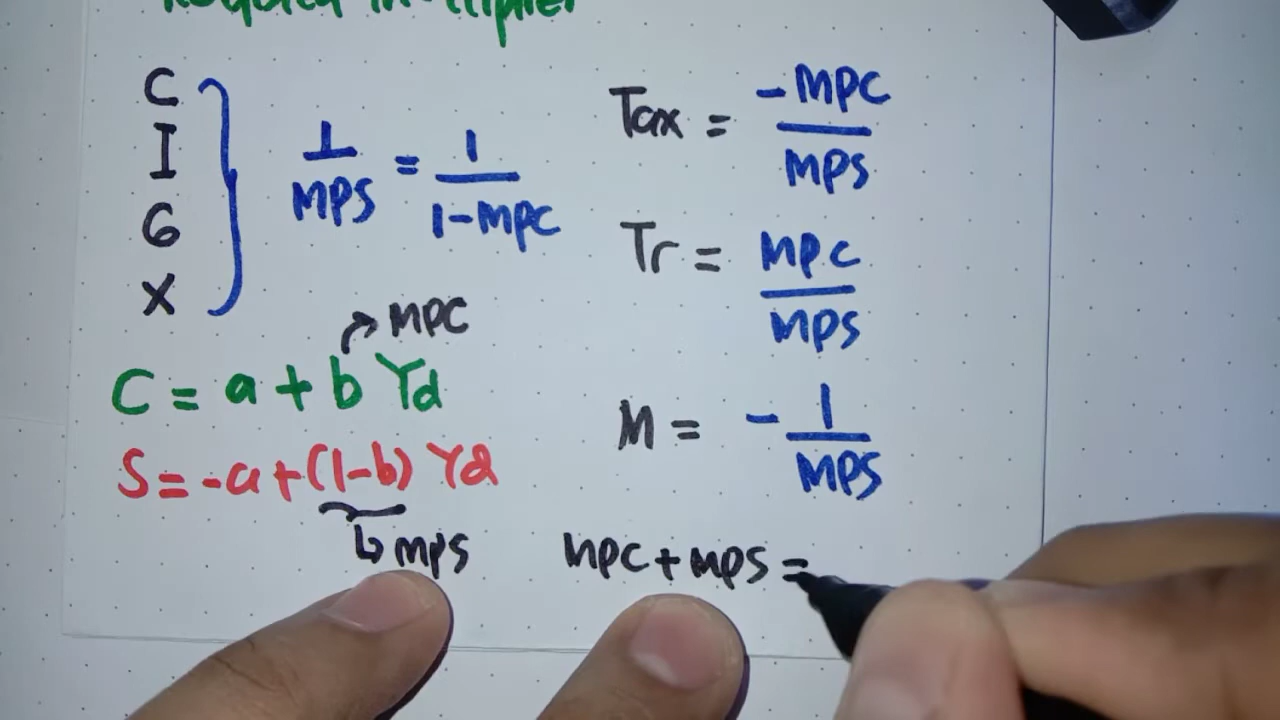 C
I
G
X
1/MPS = 1/1-MPC
Tax = -MPC/MPS
Tr = MPC/MPS
M = -1/MPS
MPC
C = a + b Yd
S = -a + (1-b) Yd
MPS
MPC + MPS =